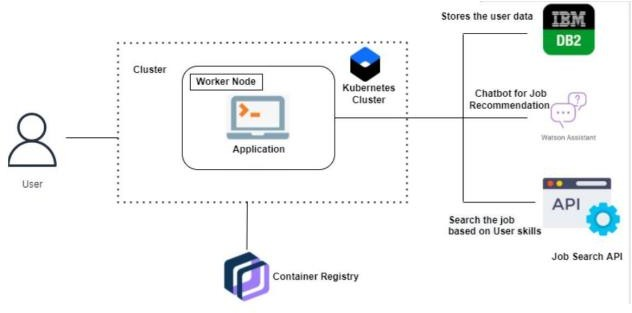 Stores the user data
IBM
DB2
Cluster
Worker Node
Kubernetes
Cluster
Chatbot for Job
Recommendation
?
Watson Assistant
Application
User
API
Search the job
based on User skills
Job Search API
Container Registry